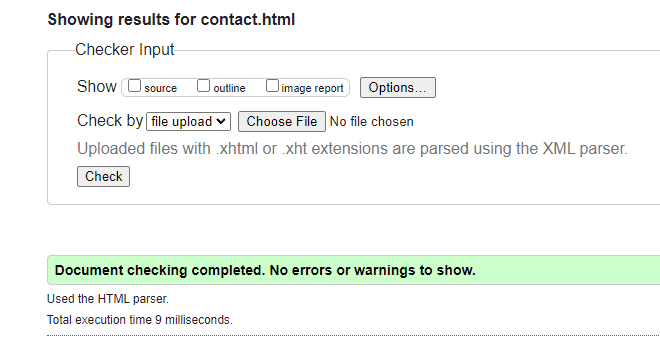 Showing results for contact.html
Checker Input
Show source outline image report Options...
Check by file upload Choose File No file chosen
Uploaded files with .xhtml or .xht extensions are parsed using the XML parser.
Check
Document checking completed. No errors or warnings to show.
Used the HTML parser.
Total execution time 9 milliseconds.